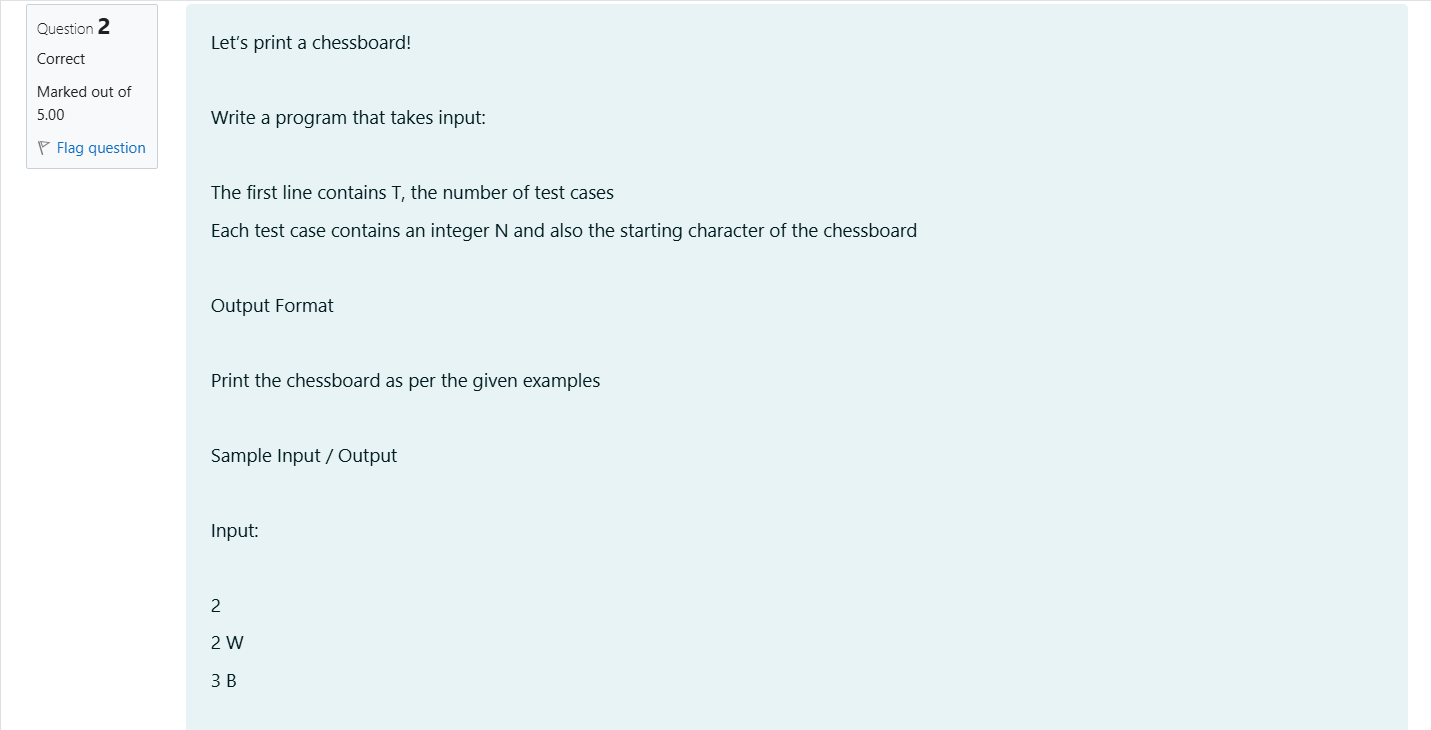 Question 2
Correct
Marked out of
5.00
Flag question
Let’s print a chessboard!
Write a program that takes input:
The first line contains T, the number of test cases
Each test case contains an integer N and also the starting character of the chessboard
Output Format
Print the chessboard as per the given examples
Sample Input / Output
Input:
2
2 W
3 B